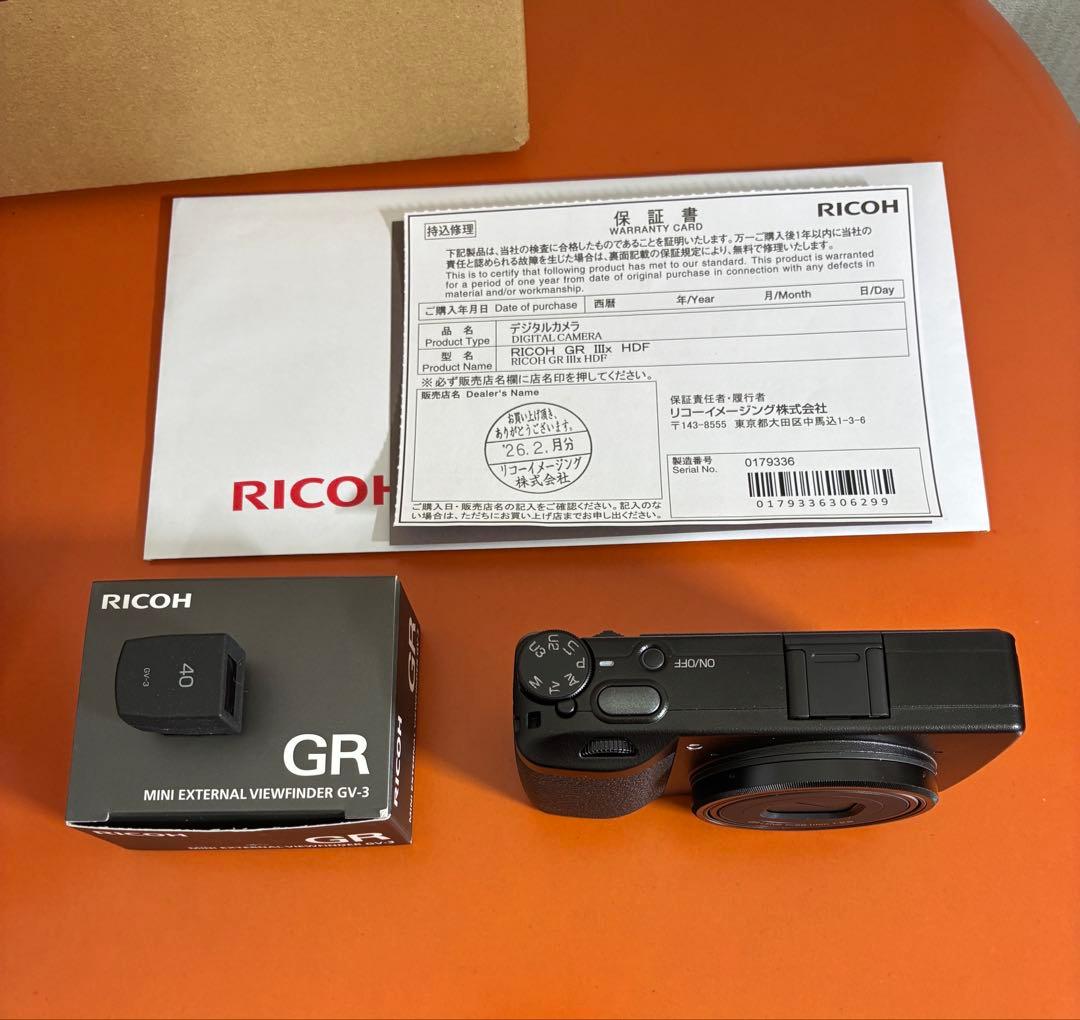 持込修理
保証書
WARRANTY CARD
RICOH
下記製品は、当社の検査に合格したものであることを証明いたします。万一ご購入後1年以内に当社の
責任と認められる故障を生じた場合は、裏面記載の保証規定により、無料で修理いたします。
This is to certify that following product has met to our standard. This product is warranted
for a period of one year from date of original purchase in connection with any defects in
material and/or workmanship.
ご購入年月日 Date of purchase 西暦 年/Year 月/Month 日/Day
品名 デジタルカメラ
Product Type DIGITAL CAMERA
型名 RICOH GR IIIx HDF
Product Name RICOH GR IIIx HDF
※必ず販売店名欄に店名印を押してください。
販売店名 Dealer's Name
お買い上げ頂き、
ありがとうございます。
'26.2.月分
リコーイメージング
株式会社
ご購入日・販売店名の記入をご確認ください。記入のな
い場合は、ただちにお買い上げ店までお申し出ください。
保証責任者・履行者
リコーイメージング株式会社
〒143-8555 東京都大田区中馬込1-3-6
製造番号 0179336
Serial No.
0179336306299
RICOH
RICOH
40
GV-3
GR
MINI EXTERNAL VIEWFINDER GV-3
GR
RICOH
RICOH
GR
MINI EXTERNAL VIEWFINDER GV-3
U3
U2
U1
P
Av
Tv
M
ON/OFF